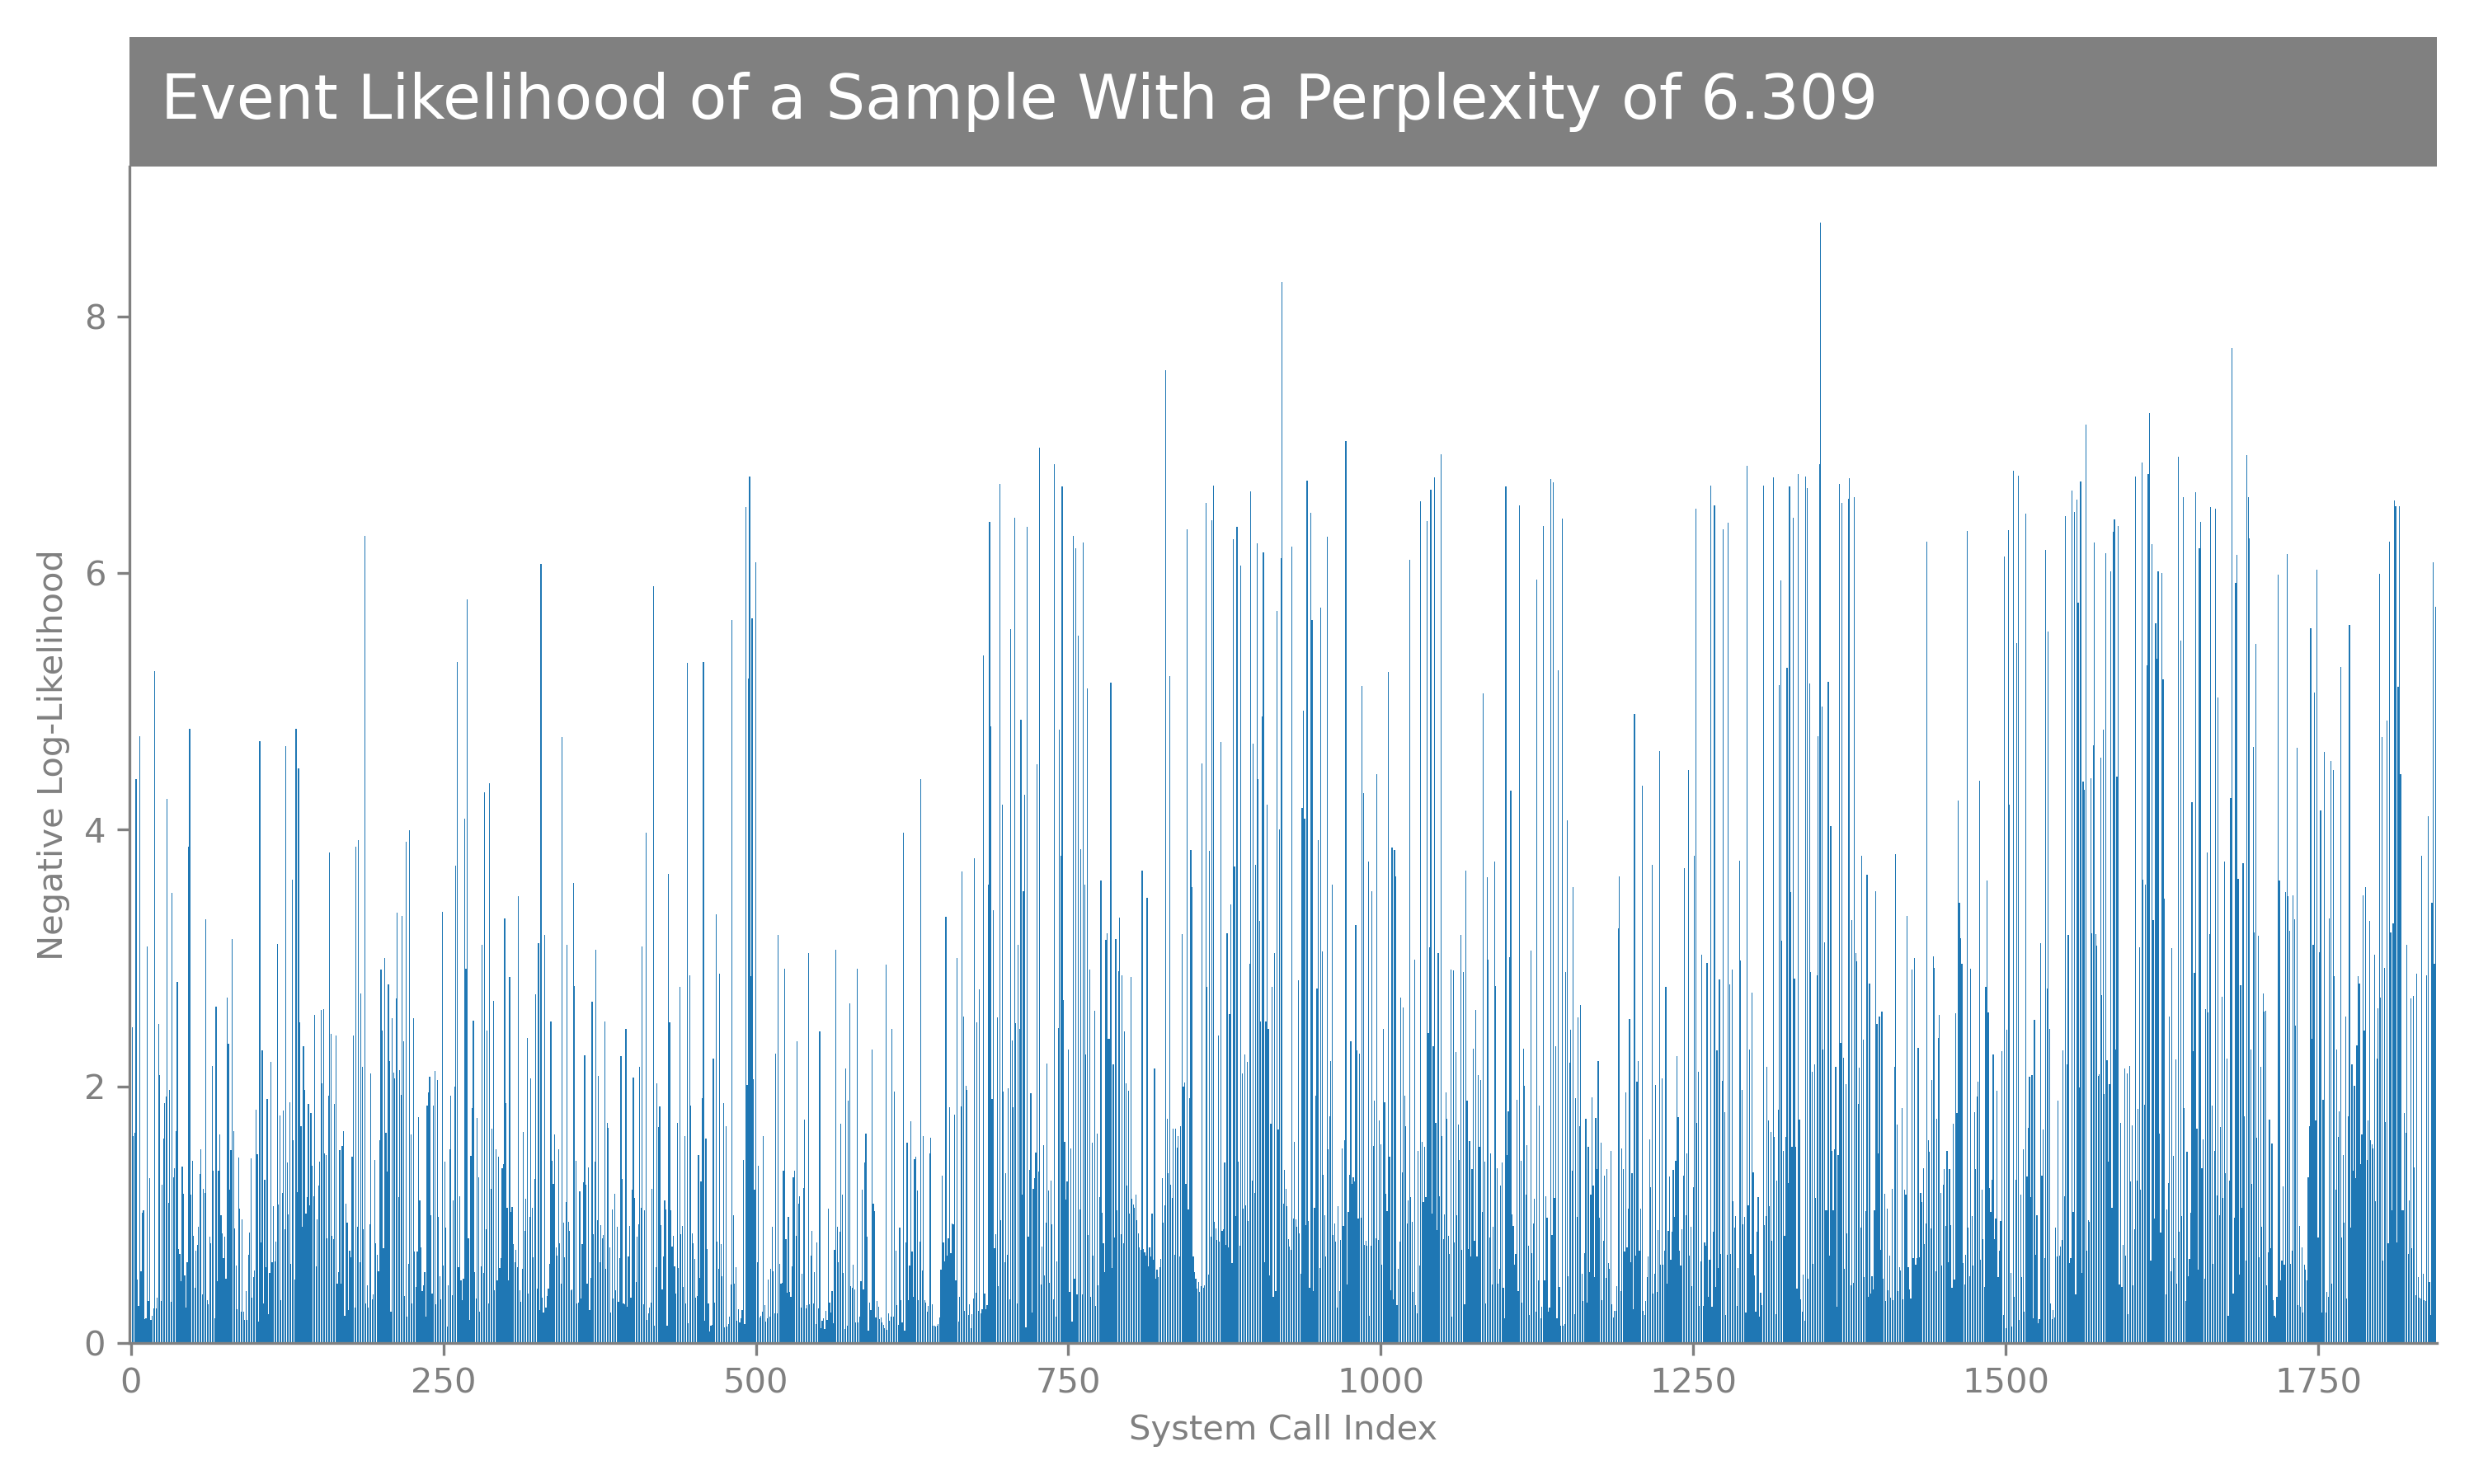 Event Likelihood of a Sample With a Perplexity of 6.309
Negative Log-Likelihood
8
6
4
2
0
0 250 500 750 1000 1250 1500 1750
System Call Index